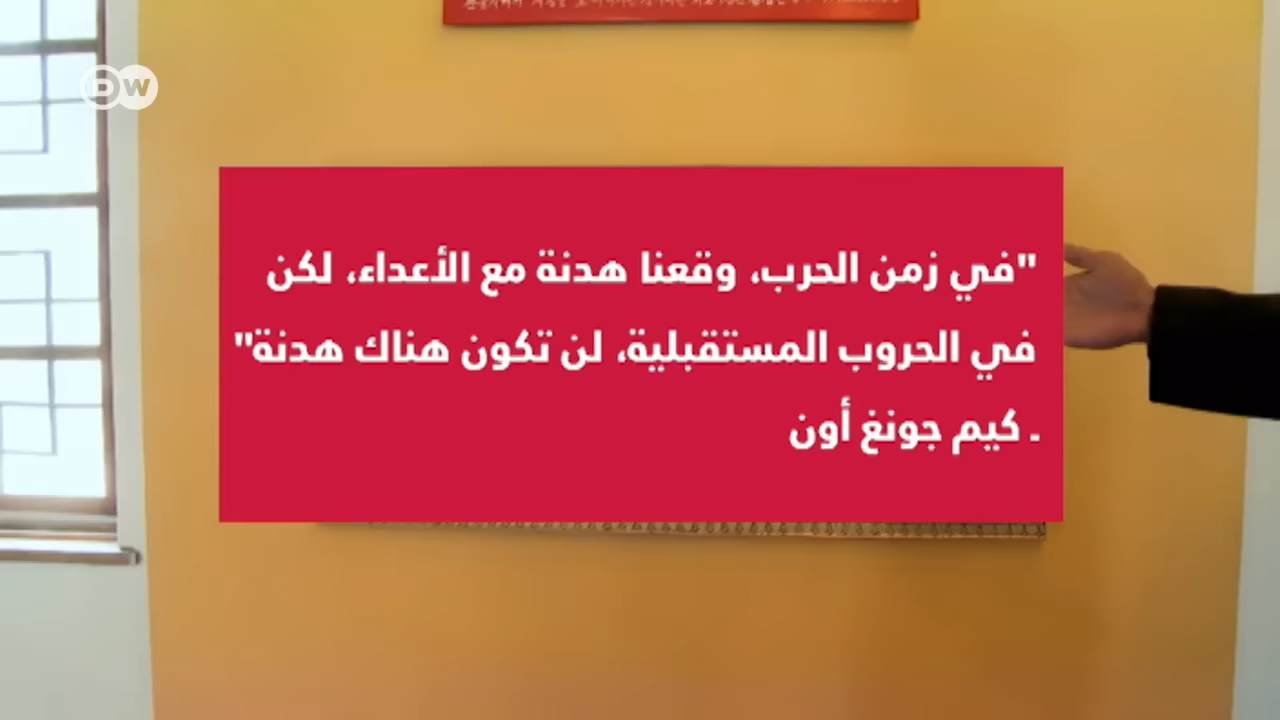 DW
"في زمن الحرب، وقعنا هدنة مع الأعداء، لكن
في الحروب المستقبلية، لن تكون هناك هدنة"
- كيم جونغ أون